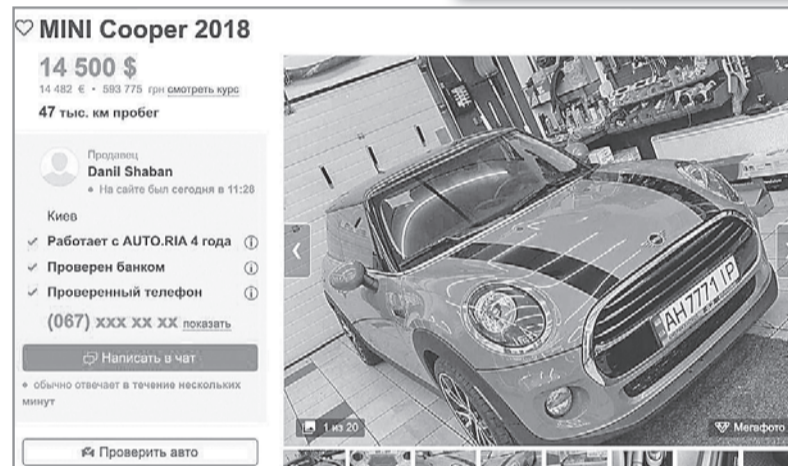 MINI Cooper 2018
14 500 $
14 482 € • 593 775 грн смотреть курс
47 тыс. км пробег
Продавец
Danil Shaban
• На сайте был сегодня в 11:28
Киев
Работает с AUTO.RIA 4 года
Проверен банком
Проверенный телефон
(067) xxx xx xx показать
Написать в чат
• обычно отвечает в течение нескольких
минут
Проверить авто
AH7771IP
1 из 20
Мегафото